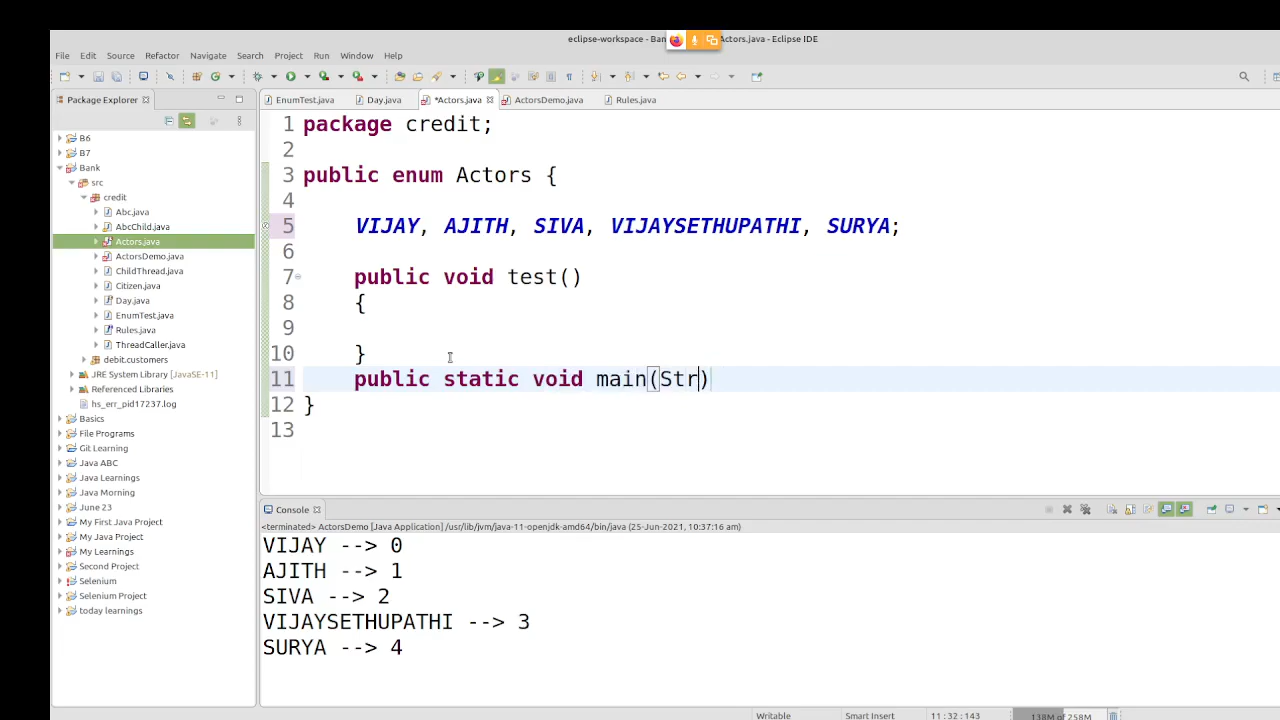 eclipse-workspace - Ban
Actors.java - Eclipse IDE
File Edit Source Refactor Navigate Search Project Run Window Help
Package Explorer
EnumTest.java Day.java *Actors.java ActorsDemo.java Rules.java
B6
B7
Bank
src
credit
Abc.java
AbcChild.java
Actors.java
ActorsDemo.java
ChildThread.java
Citizen.java
Day.java
EnumTest.java
Rules.java
ThreadCaller.java
debit.customers
JRE System Library [JavaSE-11]
Referenced Libraries
hs_err_pid17237.log
Basics
File Programs
Git Learning
Java ABC
Java Learnings
Java Morning
June 23
My First Java Project
My Java Project
My Learnings
Second Project
Selenium
Selenium Project
today learnings
1 package credit;
2
3 public enum Actors {
4
5 VIJAY, AJITH, SIVA, VIJAYSETHUPATHI, SURYA;
6
7 public void test()
8 {
9
10 }
11 public static void main(Str)
12 }
13
Console
<terminated> ActorsDemo [Java Application] /usr/lib/jvm/java-11-openjdk-amd64/bin/java (25-Jun-2021, 10:37:16 am)
VIJAY --> 0
AJITH --> 1
SIVA --> 2
VIJAYSETHUPATHI --> 3
SURYA --> 4
Writable Smart Insert 11 : 32 : 143 138M of 258M